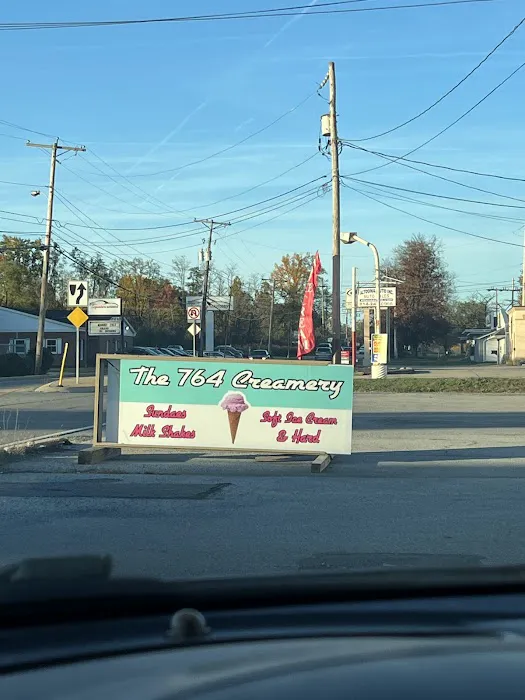 The 764 Creamery
Sundaes
Milk Shakes
Soft Ice Cream
& Hard